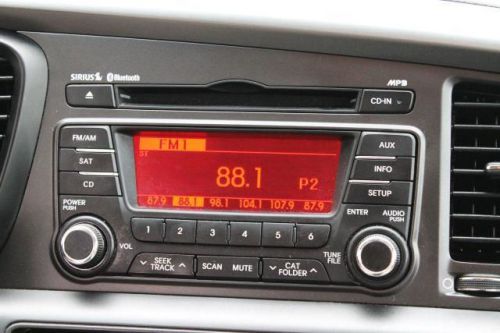 SIRIUS Bluetooth
MP3
CD-IN
FM/AM
SAT
CD
POWER
PUSH
VOL
FM1
ST
88.1
P2
87.9 88.1 98.1 104.1 107.9 87.9
1 2 3 4 5 6
SEEK
TRACK
SCAN
MUTE
CAT
FOLDER
AUX
INFO
SETUP
ENTER
AUDIO
PUSH
TUNE
FILE